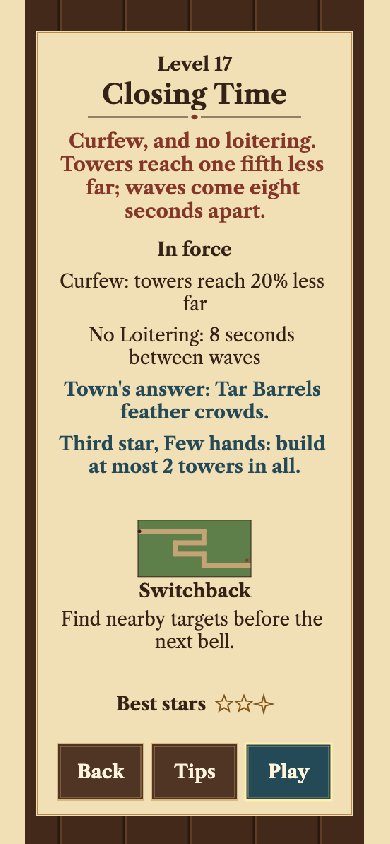 Level 17
Closing Time
Curfew, and no loitering.
Towers reach one fifth less
far; waves come eight
seconds apart.
In force
Curfew: towers reach 20% less
far
No Loitering: 8 seconds
between waves
Town's answer: Tar Barrels
feather crowds.
Third star, Few hands: build
at most 2 towers in all.
Switchback
Find nearby targets before the
next bell.
Best stars
Back Tips Play